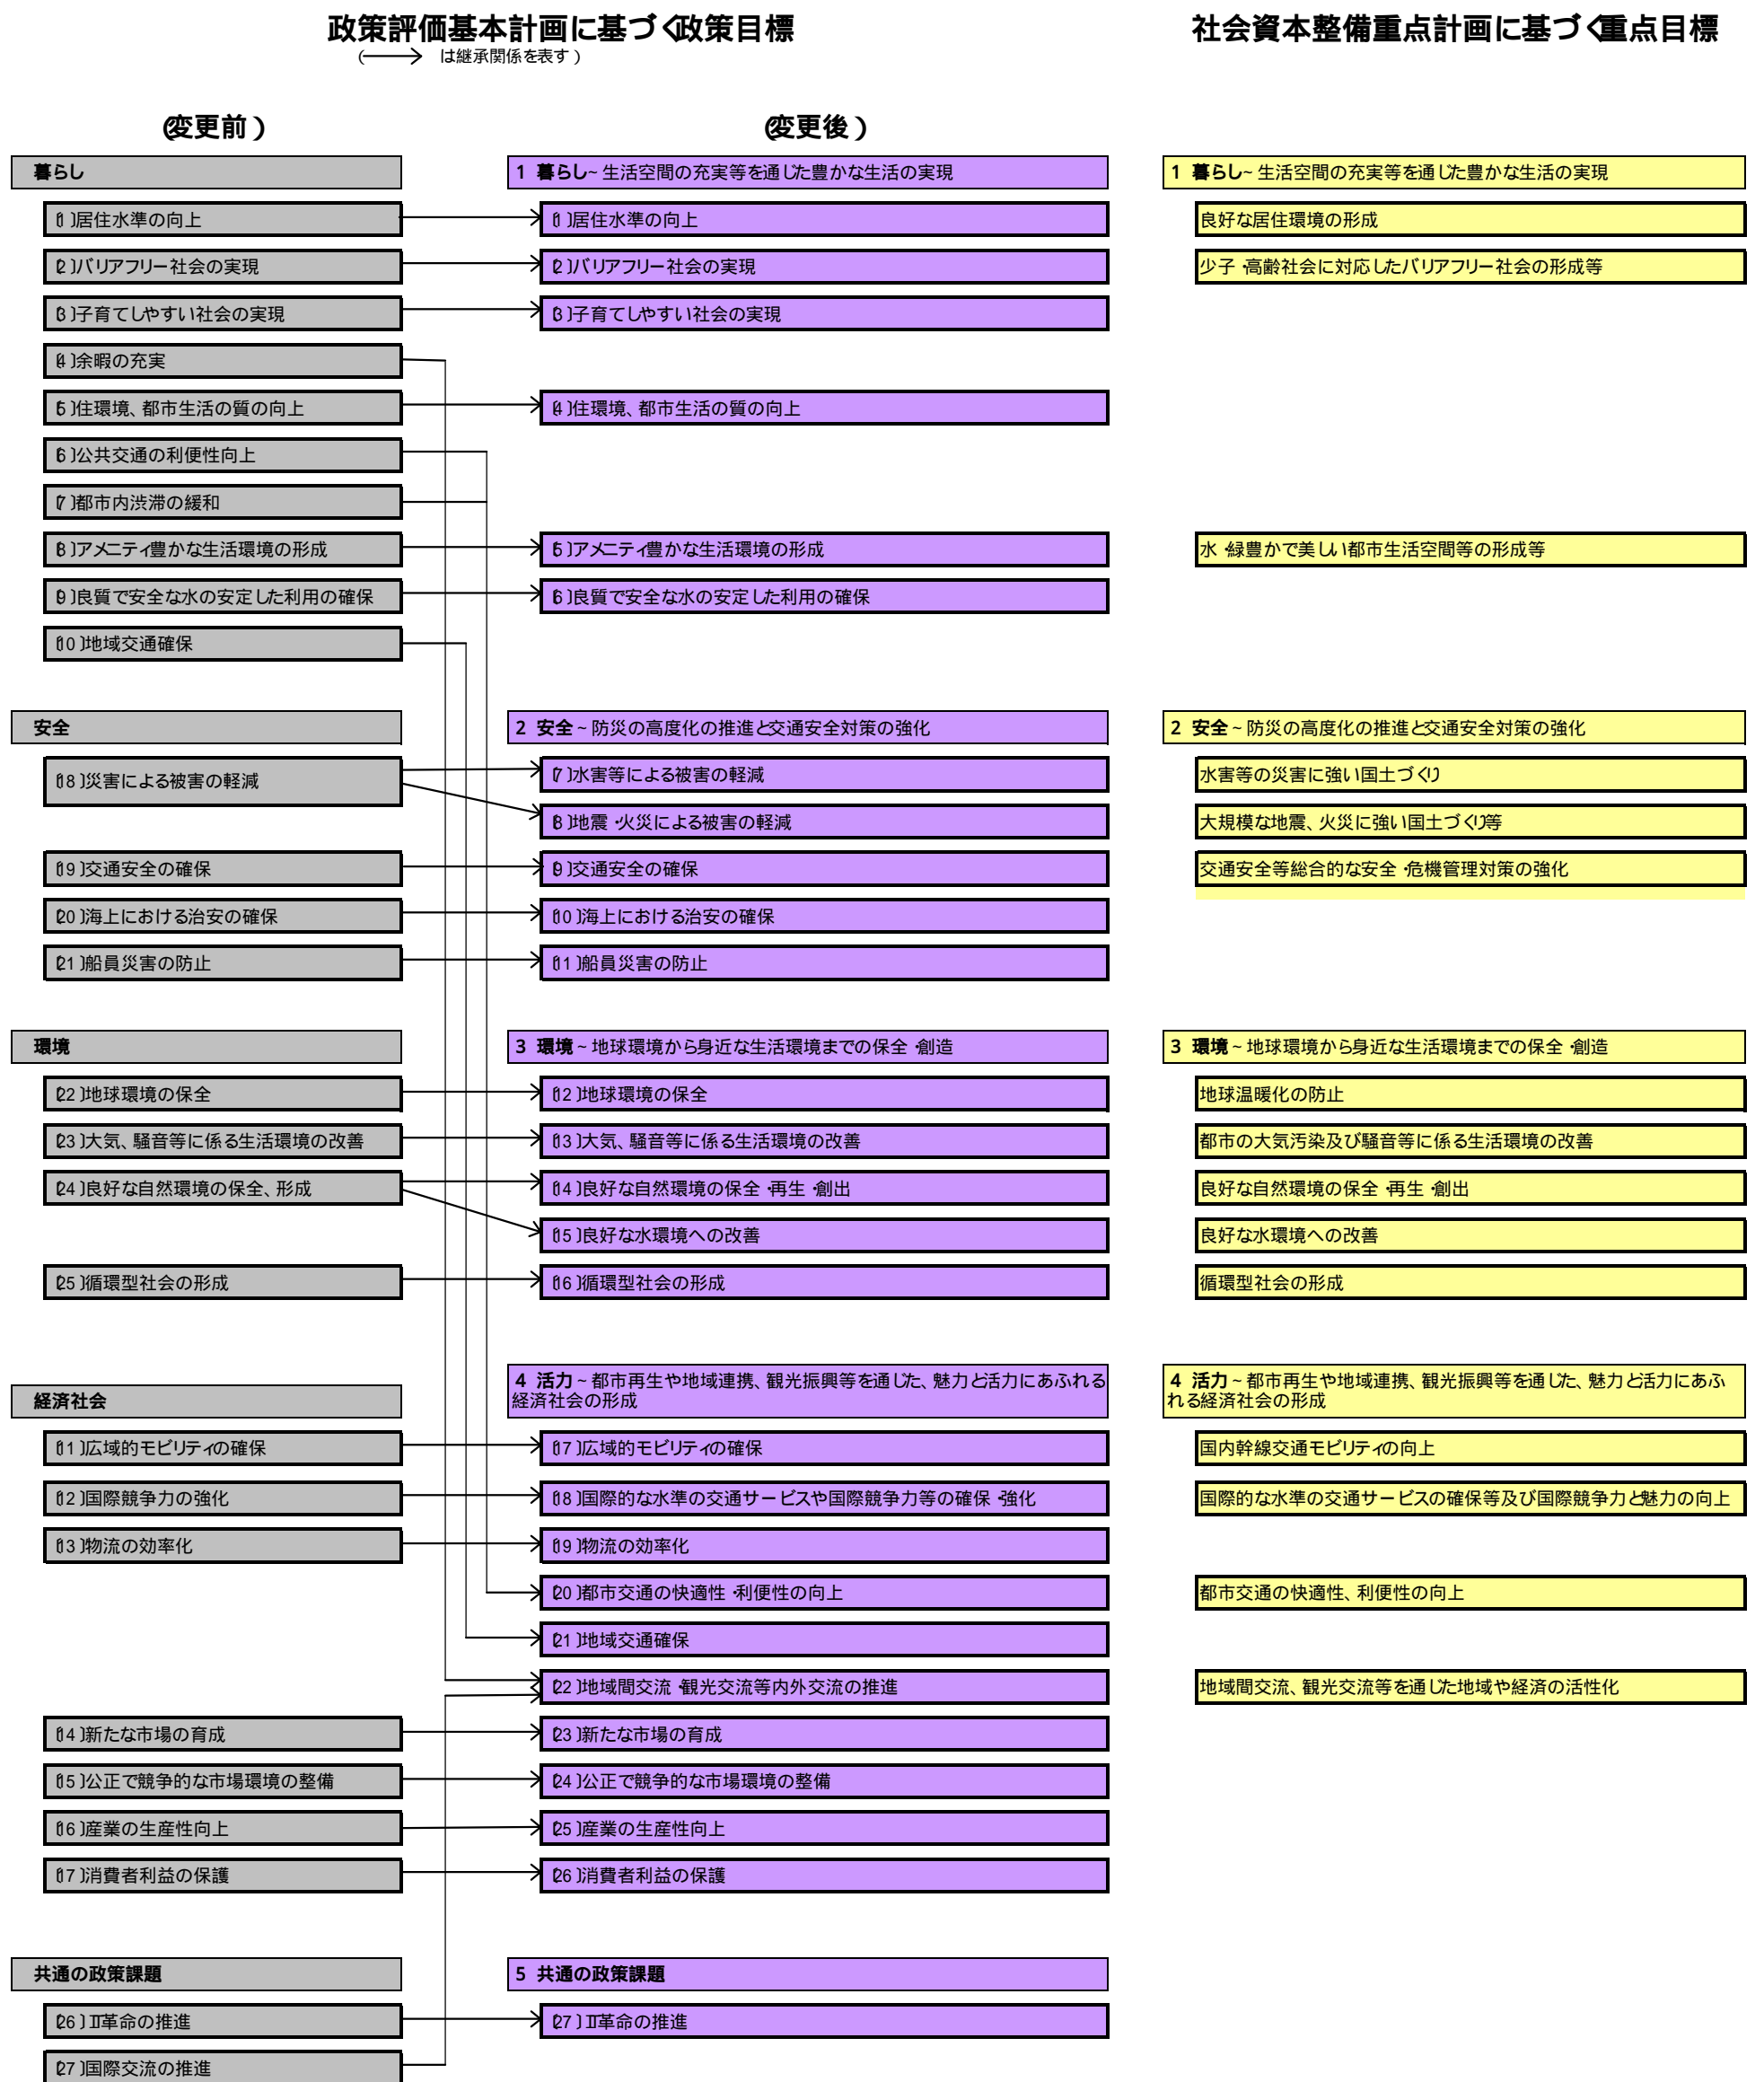 政策評価基本計画に基づく政策目標
(→ は継承関係を表す)
社会資本整備重点計画に基づく重点目標
(変更前)
(変更後)
暮らし
(1)居住水準の向上
(2)バリアフリー社会の実現
(3)子育てしやすい社会の実現
(4)余暇の充実
(5)住環境、都市生活の質の向上
(6)公共交通の利便性向上
(7)都市内渋滞の緩和
(8)アメニティ豊かな生活環境の形成
(9)良質で安全な水の安定した利用の確保
(10)地域交通確保
安全
(18)災害による被害の軽減
(19)交通安全の確保
(20)海上における治安の確保
(21)船員災害の防止
環境
(22)地球環境の保全
(23)大気、騒音等に係る生活環境の改善
(24)良好な自然環境の保全、形成
(25)循環型社会の形成
経済社会
(11)広域的モビリティの確保
(12)国際競争力の強化
(13)物流の効率化
(14)新たな市場の育成
(15)公正で競争的な市場環境の整備
(16)産業の生産性向上
(17)消費者利益の保護
共通の政策課題
(26)IT革命の推進
(27)国際交流の推進
1 暮らし~生活空間の充実等を通じた豊かな生活の実現
(1)居住水準の向上
(2)バリアフリー社会の実現
(3)子育てしやすい社会の実現
(4)住環境、都市生活の質の向上
(5)アメニティ豊かな生活環境の形成
(6)良質で安全な水の安定した利用の確保
2 安全~防災の高度化の推進と交通安全対策の強化
(7)水害等による被害の軽減
(8)地震・火災による被害の軽減
(9)交通安全の確保
(10)海上における治安の確保
(11)船員災害の防止
3 環境~地球環境から身近な生活環境までの保全・創造
(12)地球環境の保全
(13)大気、騒音等に係る生活環境の改善
(14)良好な自然環境の保全・再生・創出
(15)良好な水環境への改善
(16)循環型社会の形成
4 活力~都市再生や地域連携、観光振興等を通じた、魅力と活力にあふれる
経済社会の形成
(17)広域的モビリティの確保
(18)国際的な水準の交通サービスや国際競争力等の確保・強化
(19)物流の効率化
(20)都市交通の快適性・利便性の向上
(21)地域交通確保
(22)地域間交流・観光交流等内外交流の推進
(23)新たな市場の育成
(24)公正で競争的な市場環境の整備
(25)産業の生産性向上
(26)消費者利益の保護
5 共通の政策課題
(27)IT革命の推進
1 暮らし~生活空間の充実等を通じた豊かな生活の実現
良好な居住環境の形成
少子・高齢社会に対応したバリアフリー社会の形成等
水・緑豊かで美しい都市生活空間等の形成等
2 安全~防災の高度化の推進と交通安全対策の強化
水害等の災害に強い国土づくり
大規模な地震、火災に強い国土づくり等
交通安全等総合的な安全・危機管理対策の強化
3 環境~地球環境から身近な生活環境までの保全・創造
地球温暖化の防止
都市の大気汚染及び騒音等に係る生活環境の改善
良好な自然環境の保全・再生・創出
良好な水環境への改善
循環型社会の形成
4 活力~都市再生や地域連携、観光振興等を通じた、魅力と活力にあふ
れる経済社会の形成
国内幹線交通モビリティの向上
国際的な水準の交通サービスの確保等及び国際競争力と魅力の向上
都市交通の快適性、利便性の向上
地域間交流、観光交流等を通じた地域や経済の活性化